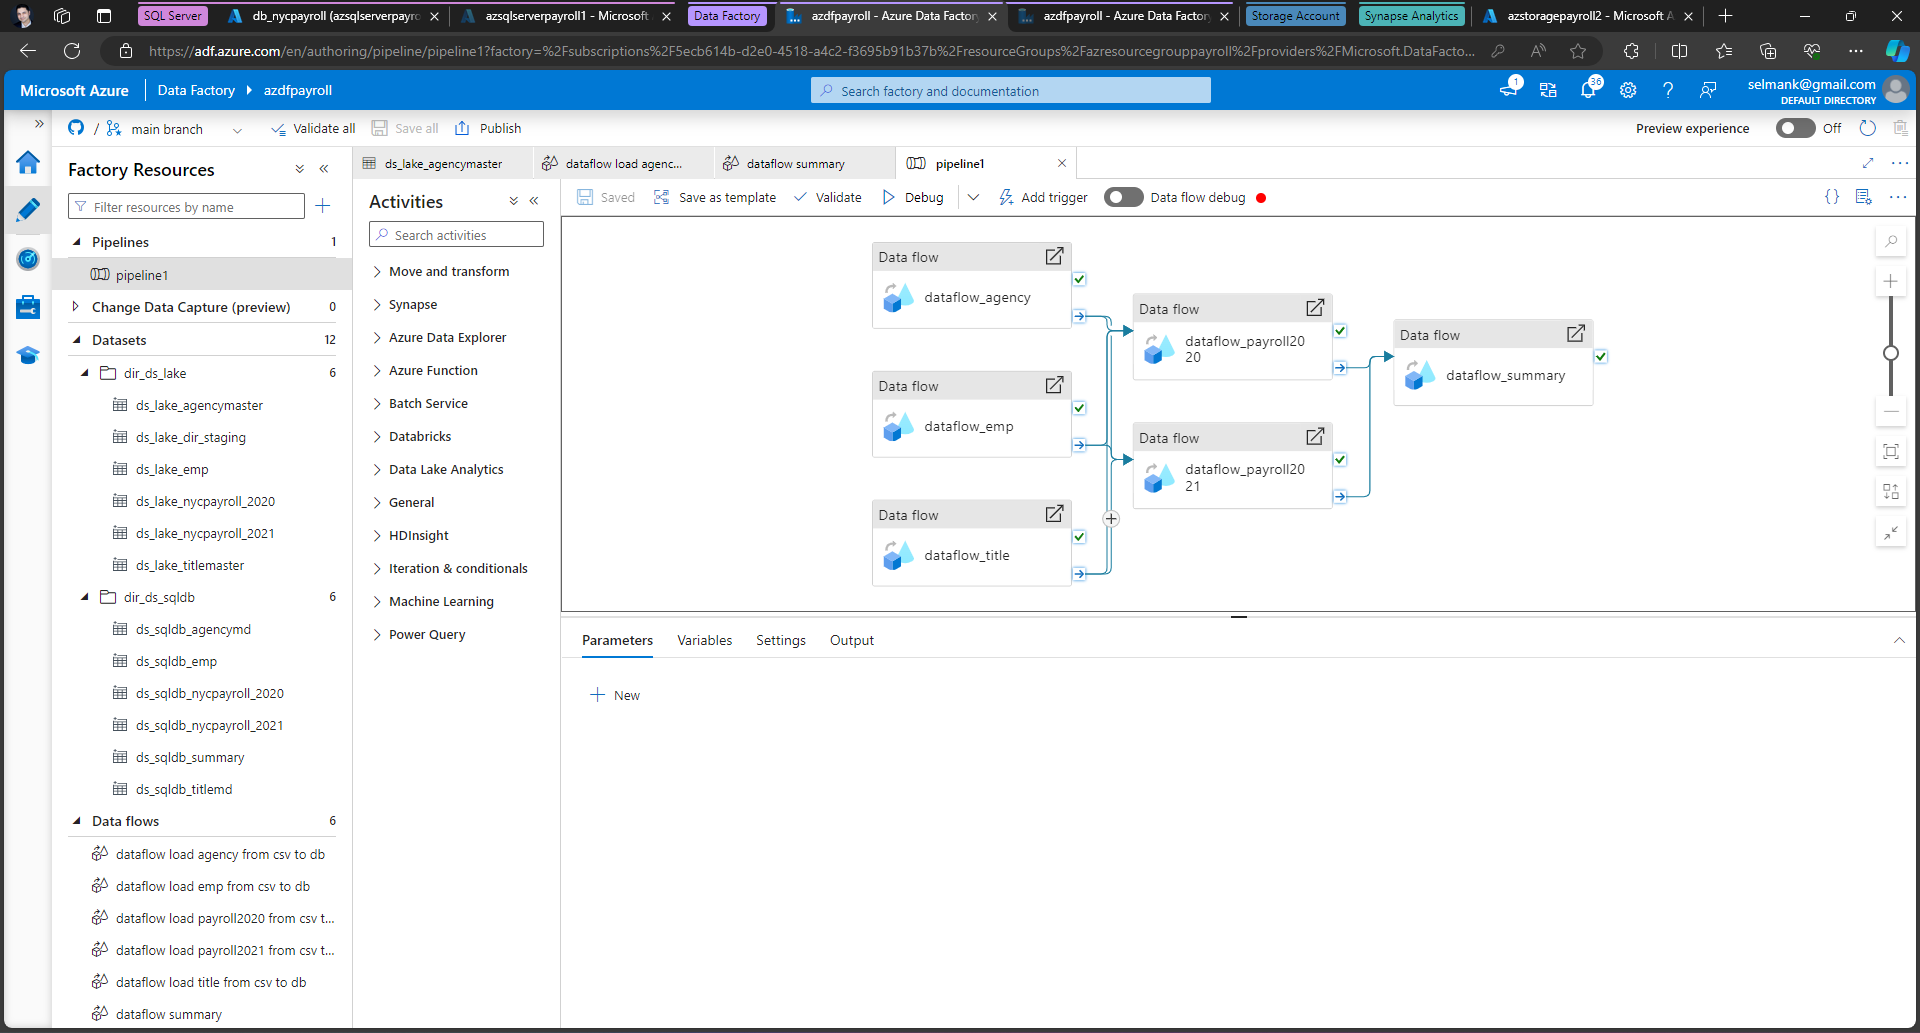 SQL Server
db_nycpayroll (azsqlserverpayro
azsqlserverpayroll1 - Microsoft
Data Factory
azdfpayroll - Azure Data Factory
azdfpayroll - Azure Data Factory
Storage Account
Synapse Analytics
azstoragepayroll2 - Microsoft A
https://adf.azure.com/en/authoring/pipeline/pipeline1?factory=%2Fsubscriptions%2F5ecb614b-d2e0-4518-a4c2-f3695b91b37b%2FresourceGroups%2Fazresourcegrouppayroll%2Fproviders%2FMicrosoft.DataFacto...
Microsoft Azure
Data Factory
azdfpayroll
Search factory and documentation
1
36
selmank@gmail.com
DEFAULT DIRECTORY
/
main branch
Validate all
Save all
Publish
Preview experience
Off
Factory Resources
Filter resources by name
Pipelines
1
pipeline1
Change Data Capture (preview)
0
Datasets
12
dir_ds_lake
6
ds_lake_agencymaster
ds_lake_dir_staging
ds_lake_emp
ds_lake_nycpayroll_2020
ds_lake_nycpayroll_2021
ds_lake_titlemaster
dir_ds_sqldb
6
ds_sqldb_agencymd
ds_sqldb_emp
ds_sqldb_nycpayroll_2020
ds_sqldb_nycpayroll_2021
ds_sqldb_summary
ds_sqldb_titlemd
Data flows
6
dataflow load agency from csv to db
dataflow load emp from csv to db
dataflow load payroll2020 from csv t...
dataflow load payroll2021 from csv t...
dataflow load title from csv to db
dataflow summary
ds_lake_agencymaster
dataflow load agenc...
dataflow summary
pipeline1
Activities
Search activities
Move and transform
Synapse
Azure Data Explorer
Azure Function
Batch Service
Databricks
Data Lake Analytics
General
HDInsight
Iteration & conditionals
Machine Learning
Power Query
Saved
Save as template
Validate
Debug
Add trigger
Data flow debug
{}
Data flow
dataflow_agency
Data flow
dataflow_emp
Data flow
dataflow_title
Data flow
dataflow_payroll20
20
Data flow
dataflow_payroll20
21
Data flow
dataflow_summary
Parameters
Variables
Settings
Output
New